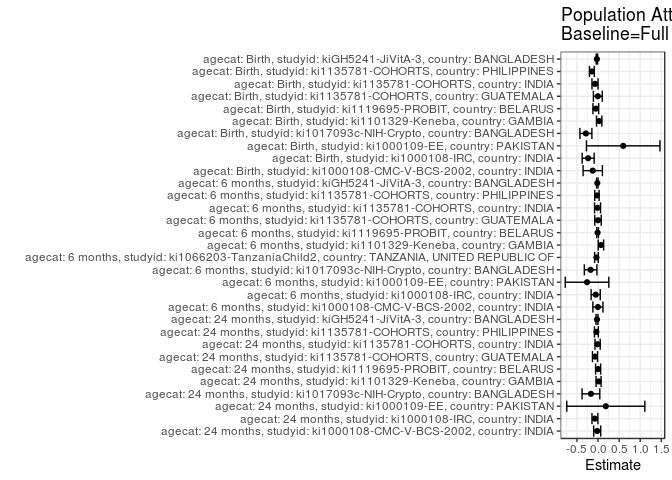 Population Att
Baseline=Full
agecat: Birth, studyid: kiGH5241-JiVitA-3, country: BANGLADESH
agecat: Birth, studyid: ki1135781-COHORTS, country: PHILIPPINES
agecat: Birth, studyid: ki1135781-COHORTS, country: INDIA
agecat: Birth, studyid: ki1135781-COHORTS, country: GUATEMALA
agecat: Birth, studyid: ki1119695-PROBIT, country: BELARUS
agecat: Birth, studyid: ki1101329-Keneba, country: GAMBIA
agecat: Birth, studyid: ki1017093c-NIH-Crypto, country: BANGLADESH
agecat: Birth, studyid: ki1000109-EE, country: PAKISTAN
agecat: Birth, studyid: ki1000108-IRC, country: INDIA
agecat: Birth, studyid: ki1000108-CMC-V-BCS-2002, country: INDIA
agecat: 6 months, studyid: kiGH5241-JiVitA-3, country: BANGLADESH
agecat: 6 months, studyid: ki1135781-COHORTS, country: PHILIPPINES
agecat: 6 months, studyid: ki1135781-COHORTS, country: INDIA
agecat: 6 months, studyid: ki1135781-COHORTS, country: GUATEMALA
agecat: 6 months, studyid: ki1119695-PROBIT, country: BELARUS
agecat: 6 months, studyid: ki1101329-Keneba, country: GAMBIA
agecat: 6 months, studyid: ki1066203-TanzaniaChild2, country: TANZANIA, UNITED REPUBLIC OF
agecat: 6 months, studyid: ki1017093c-NIH-Crypto, country: BANGLADESH
agecat: 6 months, studyid: ki1000109-EE, country: PAKISTAN
agecat: 6 months, studyid: ki1000108-IRC, country: INDIA
agecat: 6 months, studyid: ki1000108-CMC-V-BCS-2002, country: INDIA
agecat: 24 months, studyid: kiGH5241-JiVitA-3, country: BANGLADESH
agecat: 24 months, studyid: ki1135781-COHORTS, country: PHILIPPINES
agecat: 24 months, studyid: ki1135781-COHORTS, country: INDIA
agecat: 24 months, studyid: ki1135781-COHORTS, country: GUATEMALA
agecat: 24 months, studyid: ki1119695-PROBIT, country: BELARUS
agecat: 24 months, studyid: ki1101329-Keneba, country: GAMBIA
agecat: 24 months, studyid: ki1017093c-NIH-Crypto, country: BANGLADESH
agecat: 24 months, studyid: ki1000109-EE, country: PAKISTAN
agecat: 24 months, studyid: ki1000108-IRC, country: INDIA
agecat: 24 months, studyid: ki1000108-CMC-V-BCS-2002, country: INDIA
-0.5 0.0 0.5 1.0 1.5
Estimate